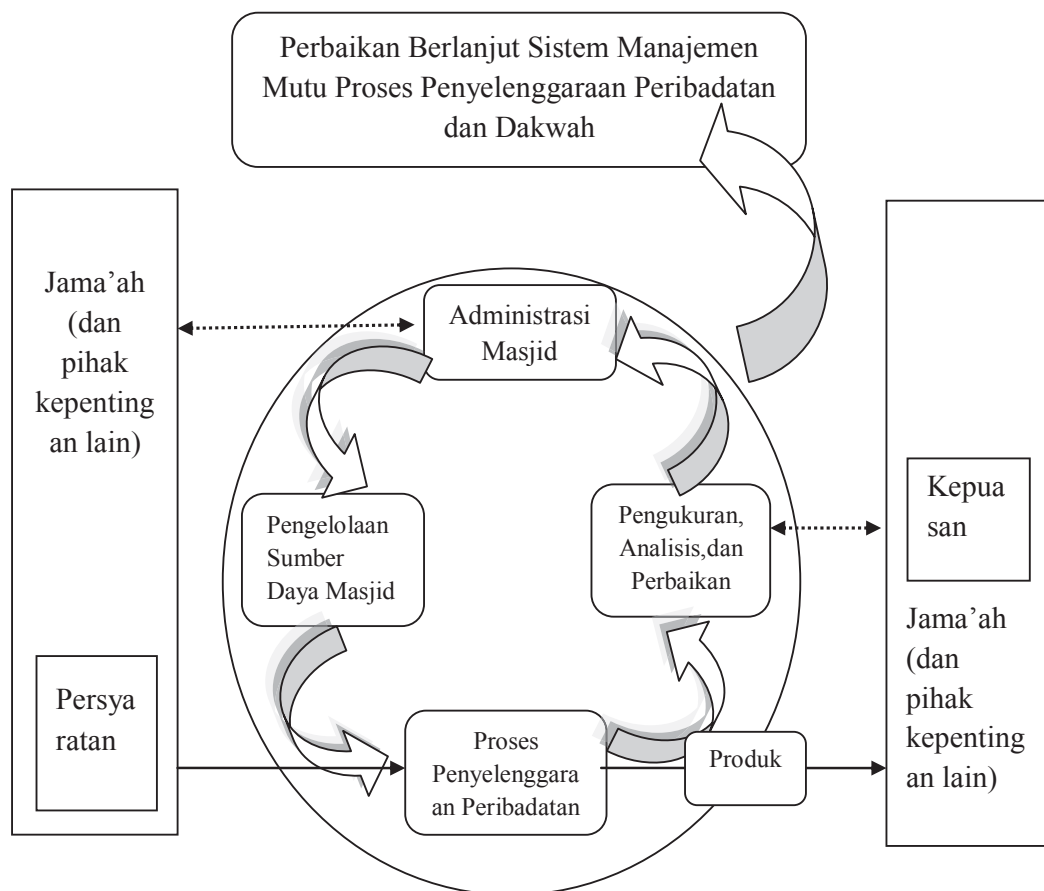 Perbaikan Berlanjut Sistem Manajemen
Mutu Proses Penyelenggaraan Peribadatan
dan Dakwah
Jama’ah
(dan
pihak
kepenting
an lain)
Persya
ratan
Administrasi
Masjid
Pengelolaan
Sumber
Daya Masjid
Pengukuran,
Analisis,dan
Perbaikan
Proses
Penyelenggara
an Peribadatan
Produk
Kepua
san
Jama’ah
(dan
pihak
kepenting
an lain)